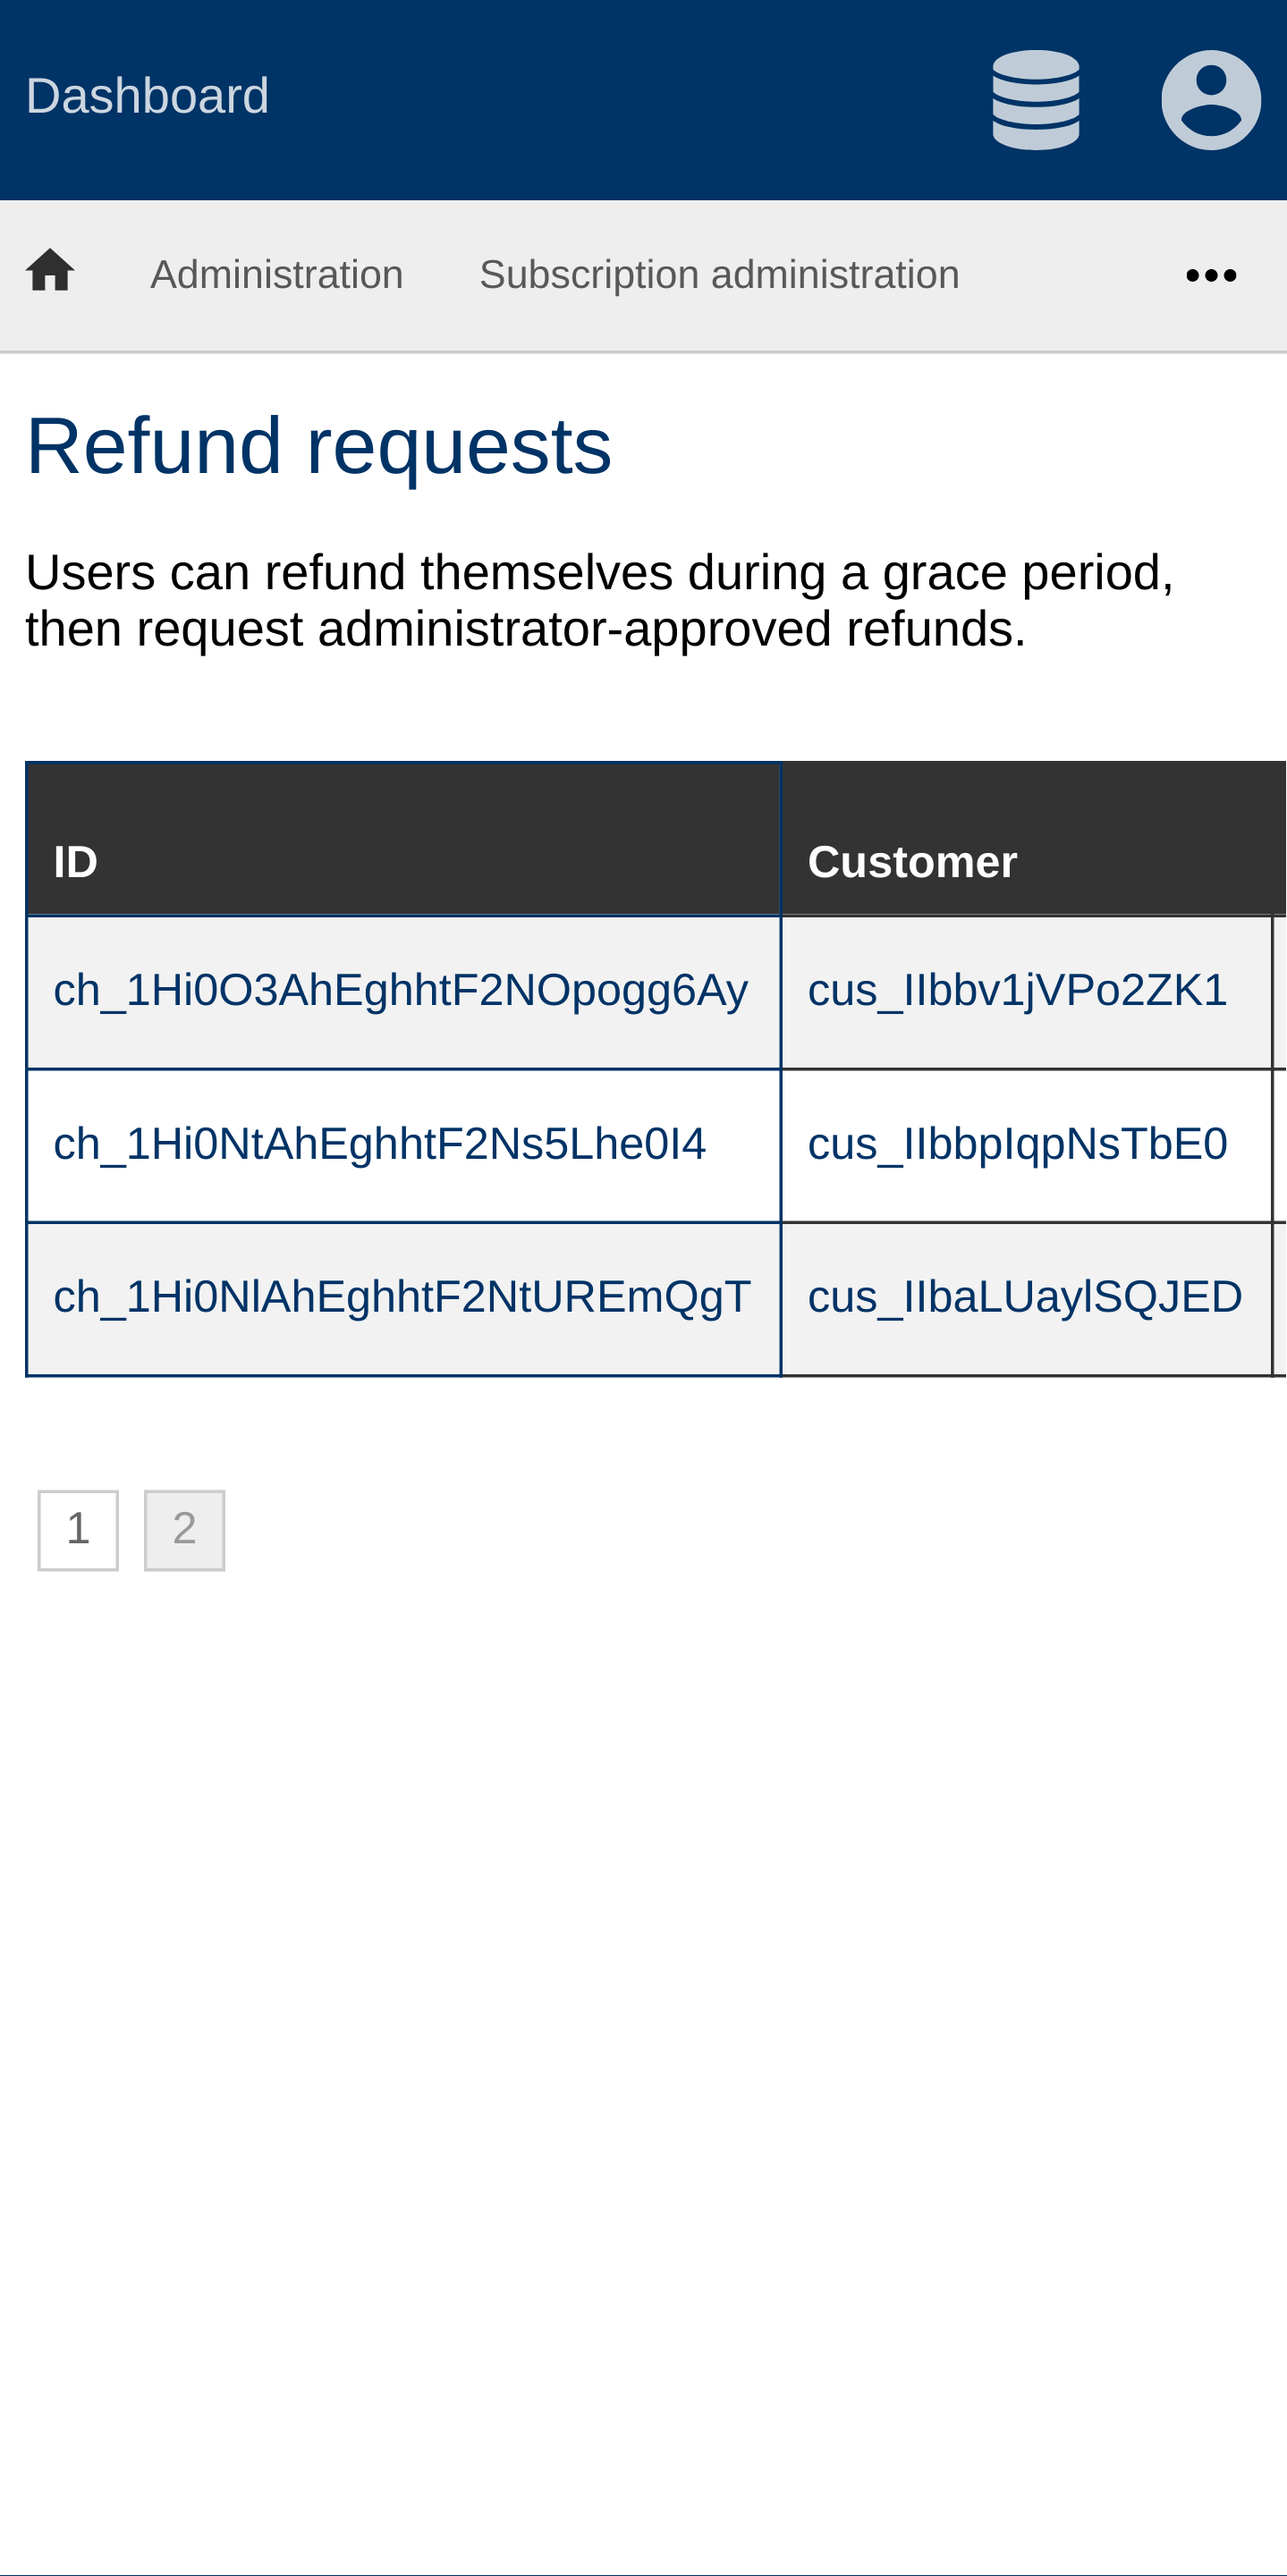 Dashboard
Administration Subscription administration •••
Refund requests
Users can refund themselves during a grace period,
then request administrator-approved refunds.
ID Customer
ch_1Hi0O3AhEghhtF2NOpogg6Ay cus_IIbbv1jVPo2ZK1
ch_1Hi0NtAhEghhtF2Ns5Lhe0I4 cus_IIbbpIqpNsTbE0
ch_1Hi0NlAhEghhtF2NtUREmQgT cus_IIbaLUaylSQJED
1 2